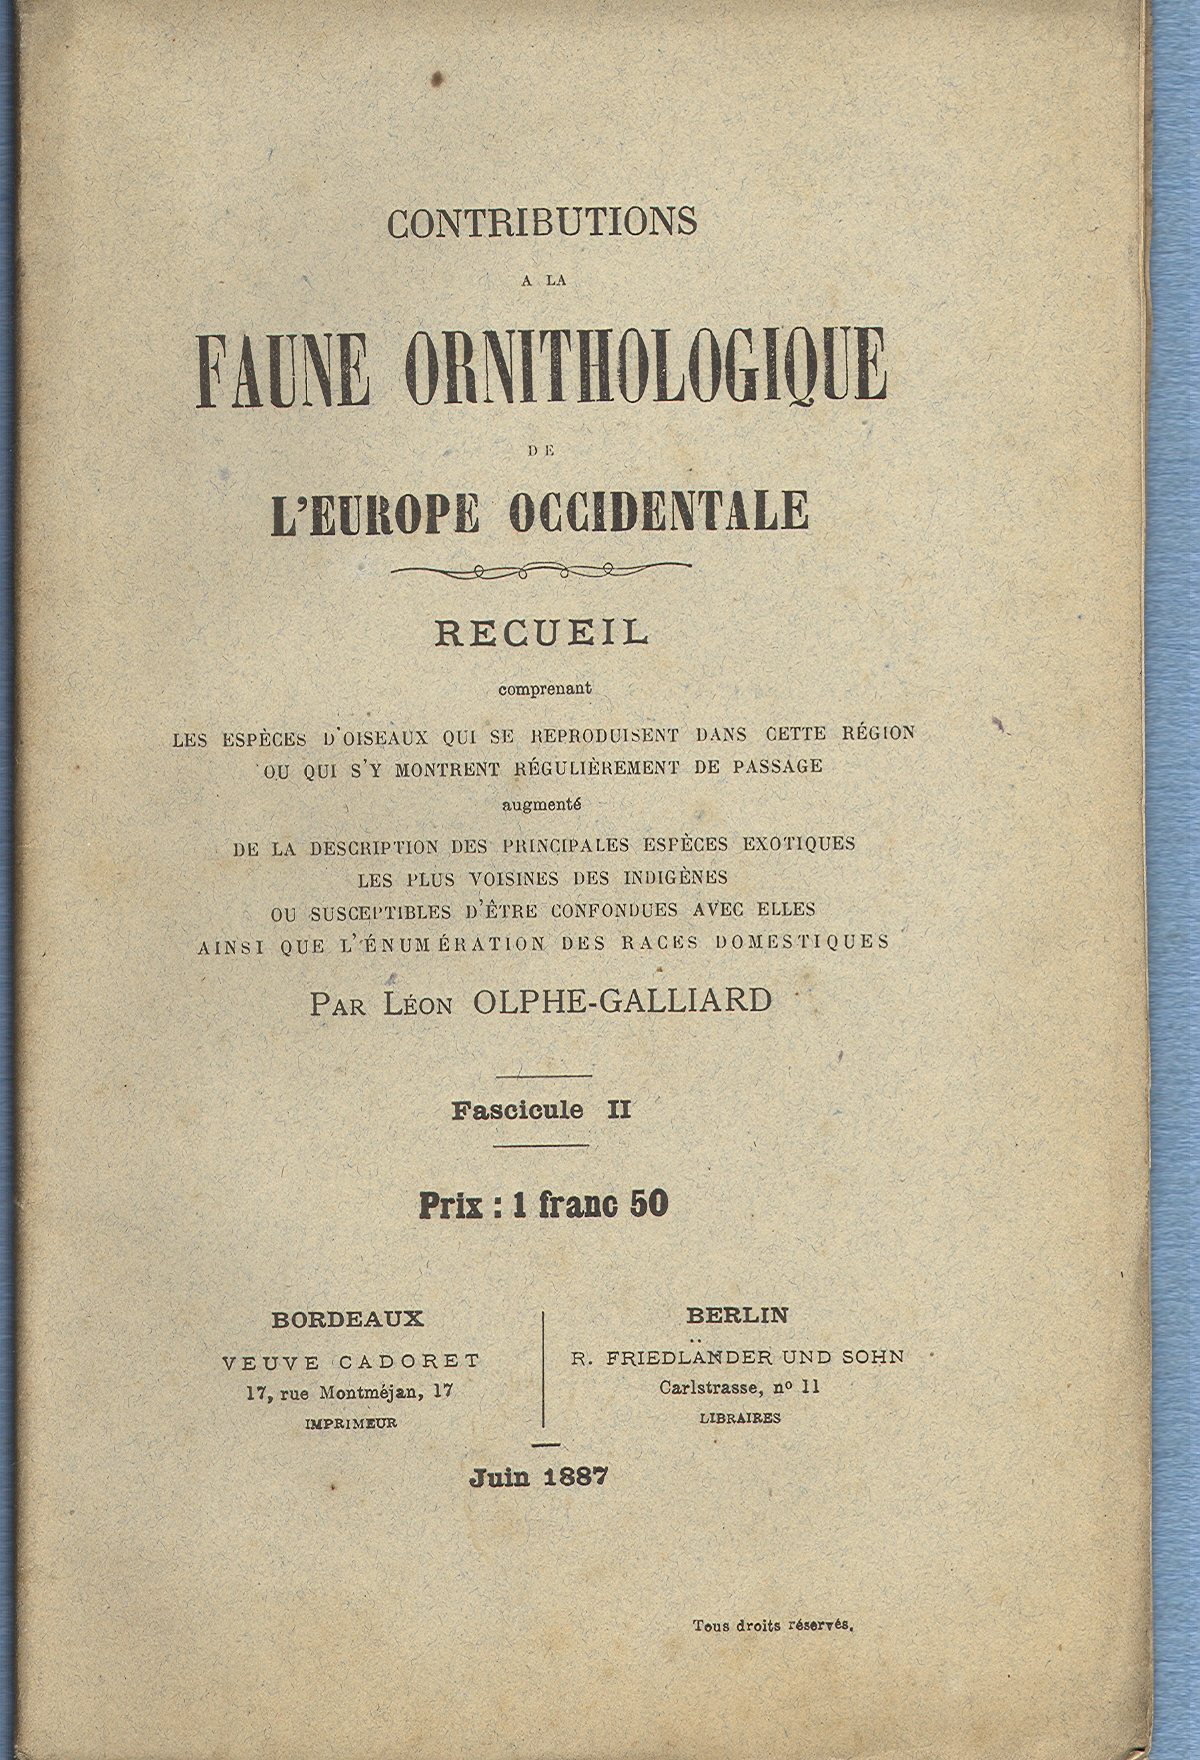 CONTRIBUTIONS
A LA
FAUNE ORNITHOLOGIQUE
DE
L'EUROPE OCCIDENTALE
RECUEIL
comprenant
LES ESPÈCES D'OISEAUX QUI SE REPRODUISENT DANS CETTE RÉGION
OU QUI S'Y MONTRENT RÉGULIÈREMENT DE PASSAGE
augmenté
DE LA DESCRIPTION DES PRINCIPALES ESPÈCES EXOTIQUES
LES PLUS VOISINES DES INDIGÈNES
OU SUSCEPTIBLES D'ÊTRE CONFONDUES AVEC ELLES
AINSI QUE L'ÉNUMÉRATION DES RACES DOMESTIQUES
PAR LÉON OLPHE-GALLIARD
Fascicule II
Prix : 1 franc 50
BORDEAUX
VEUVE CADORET
17, rue Montméjan, 17
IMPRIMEUR
BERLIN
R. FRIEDLÄNDER UND SOHN
Carlstrasse, nº 11
LIBRAIRES
Juin 1887
Tous droits réservés.